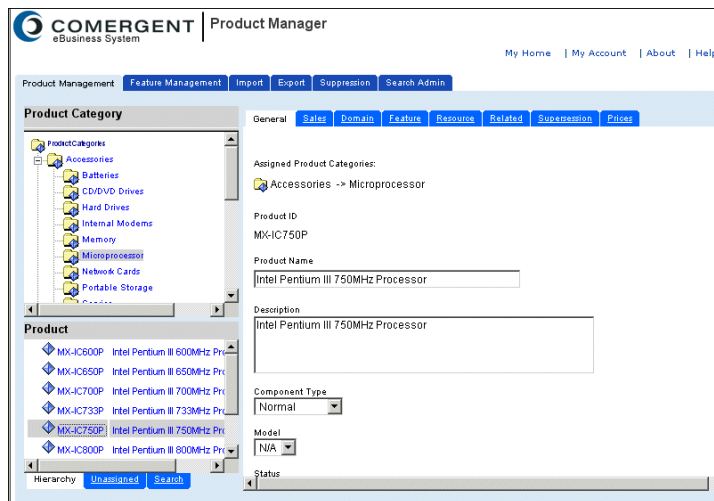 COMERGENT
eBusiness System
Product Manager
My Home | My Account | About | Help
Product Management Feature Management Import Export Suppression Search Admin
Product Category
Product Categories
Accessories
Batteries
CD/DVD Drives
Hard Drives
Internal Modems
Memory
Microprocessor
Network Cards
Portable Storage
Product
MX-IC600P Intel Pentium III 600MHz Pro
MX-IC650P Intel Pentium III 650MHz Pro
MX-IC700P Intel Pentium III 700MHz Pro
MX-IC733P Intel Pentium III 733MHz Pro
MX-IC750P Intel Pentium III 750MHz Pro
MX-IC800P Intel Pentium III 800MHz Pro
Hierarchy Unassigned Search
General Sales Domain Feature Resource Related Supersession Prices
Assigned Product Categories:
Accessories -> Microprocessor
Product ID
MX-IC750P
Product Name
Intel Pentium III 750MHz Processor
Description
Intel Pentium III 750MHz Processor
Component Type
Normal
Model
N/A
Status